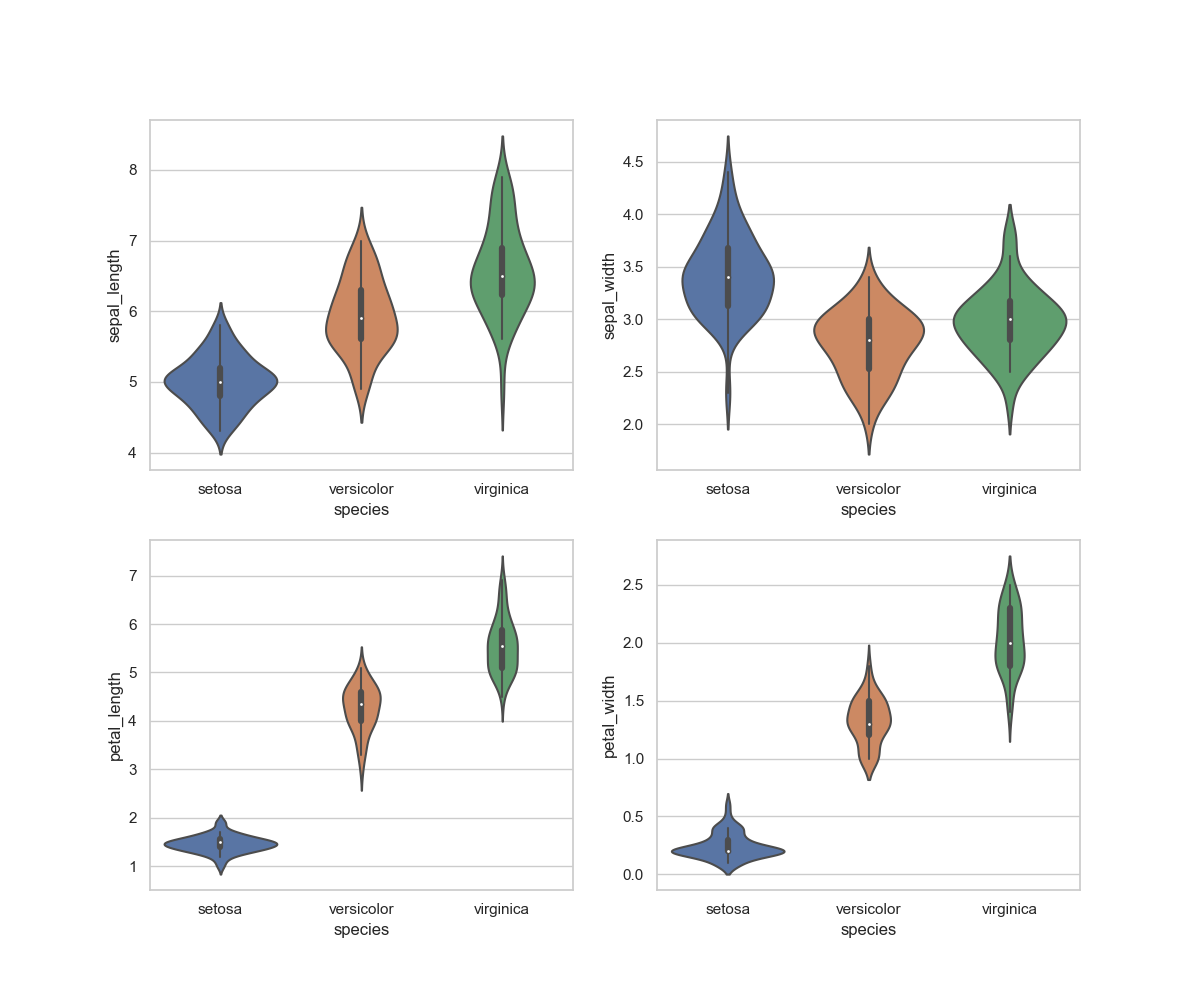 sepal_length
8
7
6
5
4
setosa versicolor virginica
species
sepal_width
4.5
4.0
3.5
3.0
2.5
2.0
setosa versicolor virginica
species
petal_length
7
6
5
4
3
2
1
setosa versicolor virginica
species
petal_width
2.5
2.0
1.5
1.0
0.5
0.0
setosa versicolor virginica
species